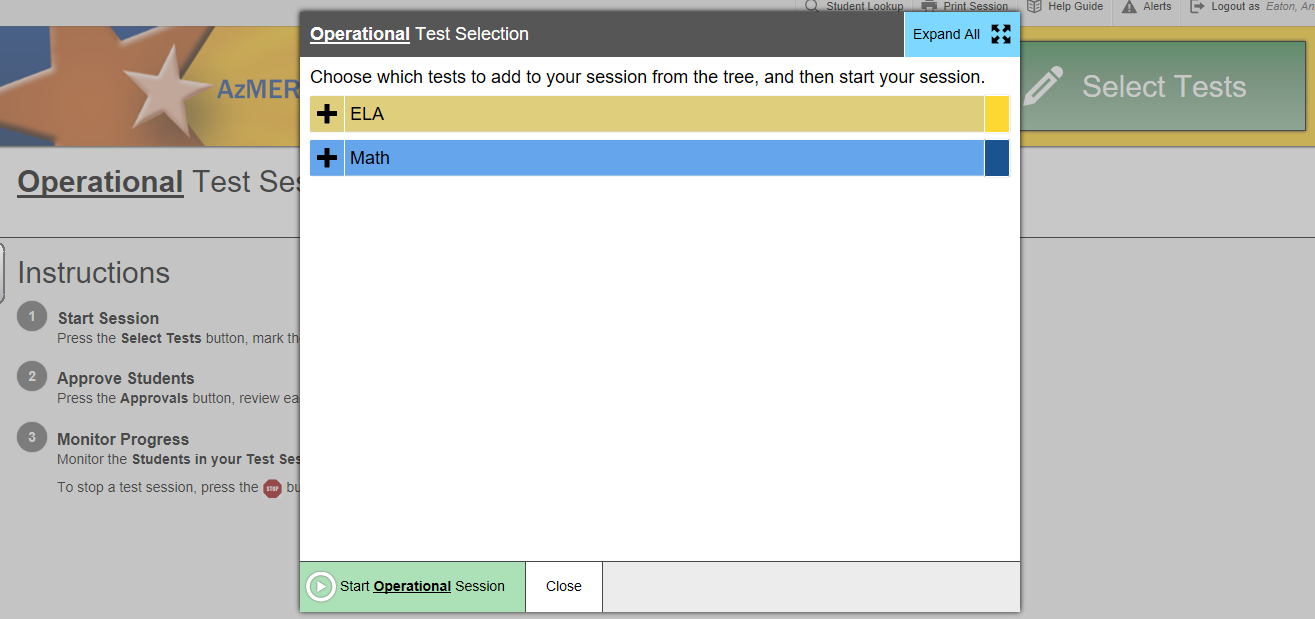 Student Lookup Print Session Help Guide Alerts Logout as Eaton, An
Operational Test Selection Expand All
Choose which tests to add to your session from the tree, and then start your session.
ELA
Math
Start Operational Session Close
AzMER
Select Tests
Operational Test Ses
Instructions
1 Start Session
Press the Select Tests button, mark th
2 Approve Students
Press the Approvals button, review ea
3 Monitor Progress
Monitor the Students in your Test Ses
To stop a test session, press the STOP bu